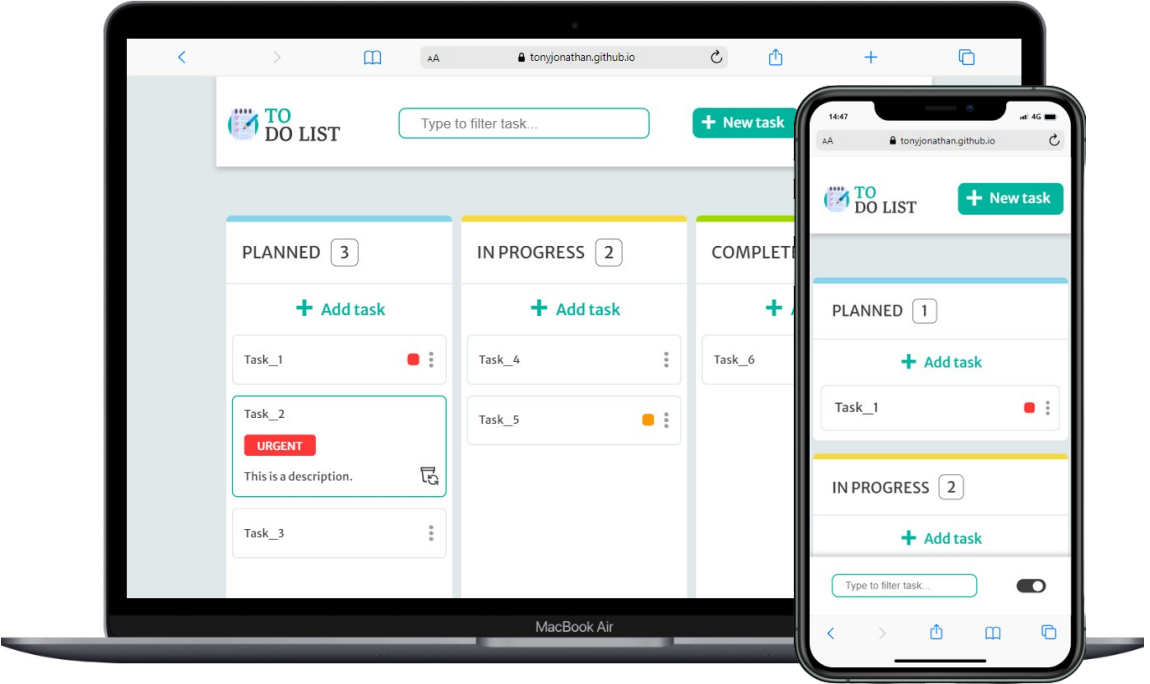 AA tonyjonathan.github.io
TO
DO LIST
Type to filter task...
New task
PLANNED 3
IN PROGRESS 2
COMPLETE
Add task
Add task
Task_1
Task_4
Task_6
Task_2
URGENT
This is a description.
Task_5
Task_3
MacBook Air
14:47
4G
AA tonyjonathan.github.io
TO
DO LIST
New task
PLANNED 1
Add task
Task_1
IN PROGRESS 2
Add task
Type to filter task...